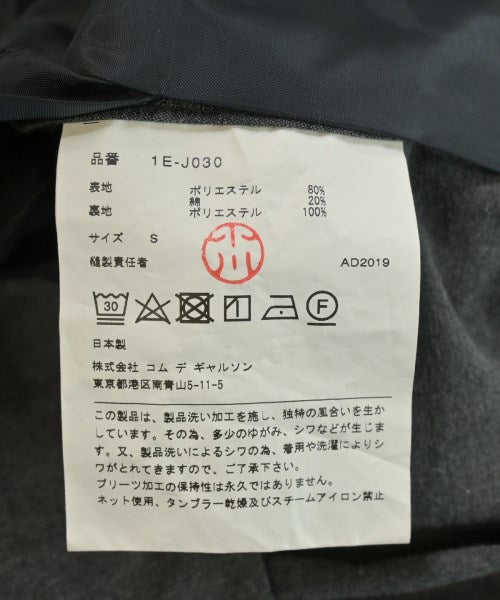 品番 1E-J030
表地 ポリエステル 80%
綿 20%
裏地 ポリエステル 100%
サイズ S
縫製責任者 AD2019
30 F
日本製
株式会社 コム デ ギャルソン
東京都港区南青山5-11-5
この製品は、製品洗い加工を施し、独特の風合いを生か
しています。その為、多少のゆがみ、シワなどが生じま
す。又、製品洗いによるシワの為、着用や洗濯によりシ
ワがとれてきますので、ご了承下さい。
プリーツ加工の保持性は永久ではありません。
ネット使用、タンブラー乾燥及びスチームアイロン禁止